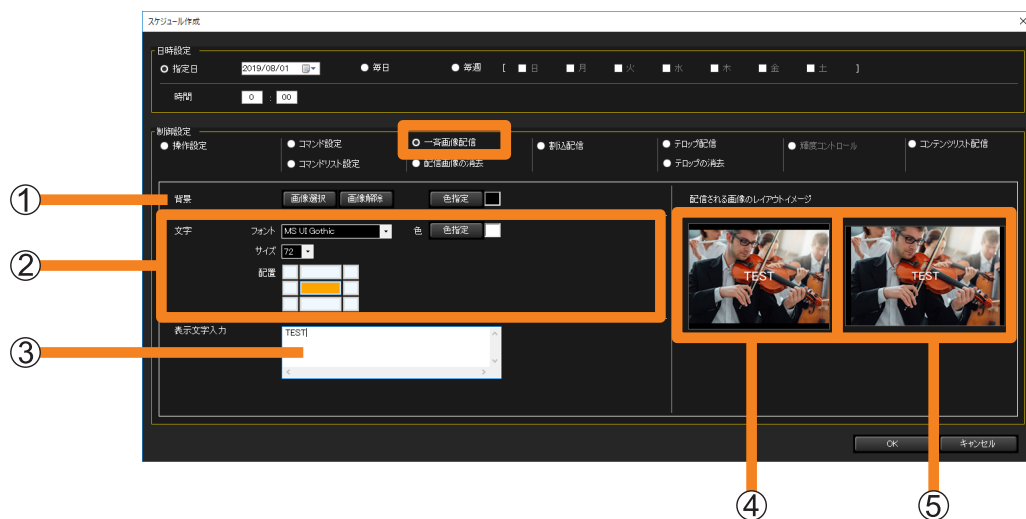 スケジュール作成
日時設定
指定日 2019/08/01 毎日 毎週 [ 日 月 火 水 木 金 土 ]
時間 0 : 00
制御設定
操作設定 コマンド設定 一斉画像配信 割込配信 テロップ配信 輝度コントロール コンテンツリスト配信
コマンドリスト設定 配信画像の消去 テロップの消去
① 背景 画像選択 画像解除 色指定 配信される画像のレイアウトイメージ
文字 フォント MS UI Gothic 色 色指定
サイズ 72
② 配置
TEST TEST
表示文字入力 TEST
③
OK キャンセル
④ ⑤